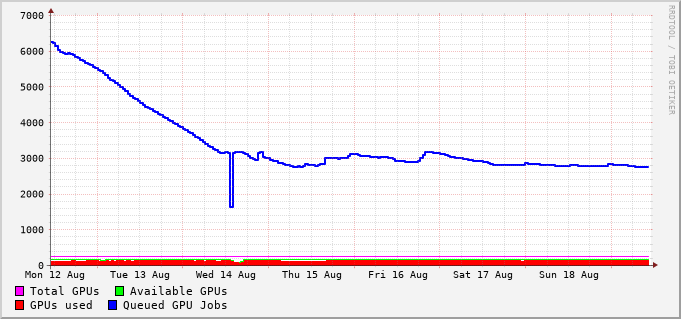 7000
6000
5000
4000
3000
2000
1000
0
Mon 12 Aug Tue 13 Aug Wed 14 Aug Thu 15 Aug Fri 16 Aug Sat 17 Aug Sun 18 Aug
Total GPUs Available GPUs
GPUs used Queued GPU Jobs
RRDTOOL / TOBI OETIKER